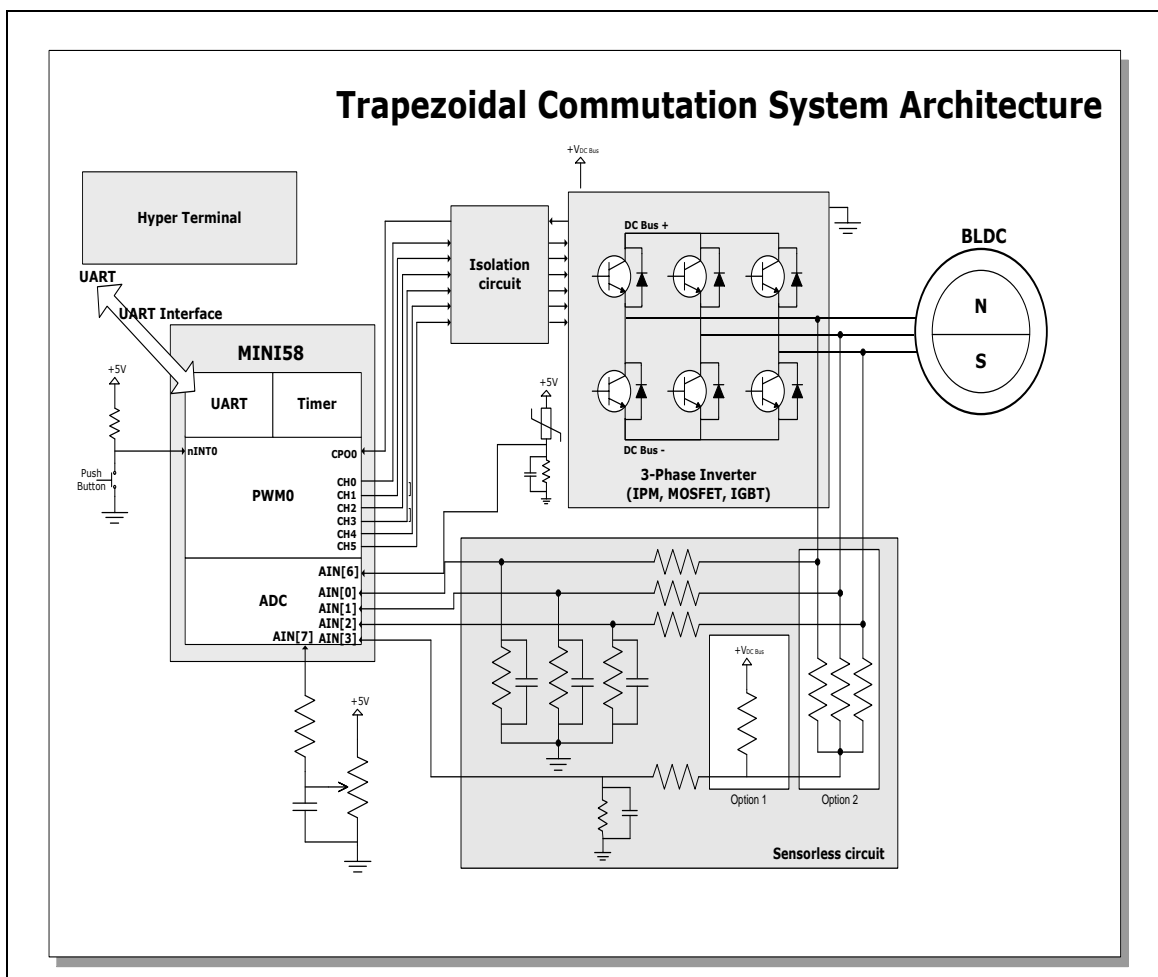 Trapezoidal Commutation System Architecture
+VDC Bus
Hyper Terminal
UART
UART Interface
Isolation
circuit
DC Bus +
DC Bus -
3-Phase Inverter
(IPM, MOSFET, IGBT)
BLDC
N
S
MINI58
UART
Timer
+5V
nINT0
Push
Button
CPO0
PWM0
CH0
CH1
CH2
CH3
CH4
CH5
+5V
ADC
AIN[6]
AIN[0]
AIN[1]
AIN[2]
AIN[7] AIN[3]
+5V
+VDC Bus
Option 1
Option 2
Sensorless circuit